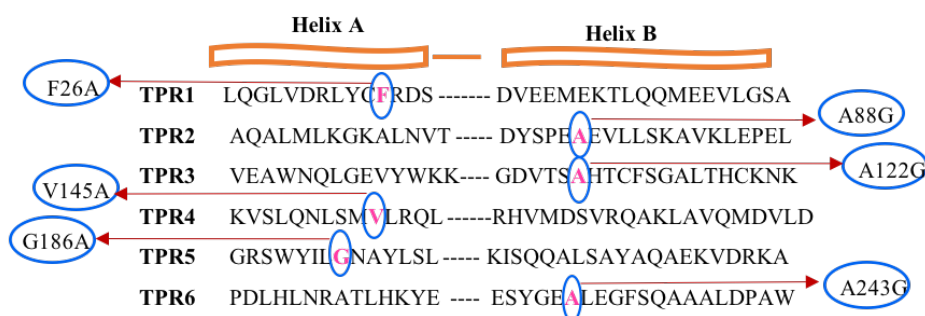 Helix A Helix B
F26A
TPR1 LQGLVDRLYCFRDS ------- DVEEMEKTLQQMEEVLGSA
A88G
TPR2 AQALMLKGKALNVT ----- DYSPEAEVLLSKAVKLEPEL
TPR3 VEAWNQLGEVYWKK---- GDVTSAHTCFSGALTHCKNK
A122G
V145A
TPR4 KVSLQNLSMVLRQL ------RHVMDSVRQAKLAVQMDVLD
G186A
TPR5 GRSWYILGNAYLSL ----- KISQQALSAYAQAEKVDRKA
A243G
TPR6 PDLHLNRATLHKYE ---- ESYGEALEGFSQAAALDPAW